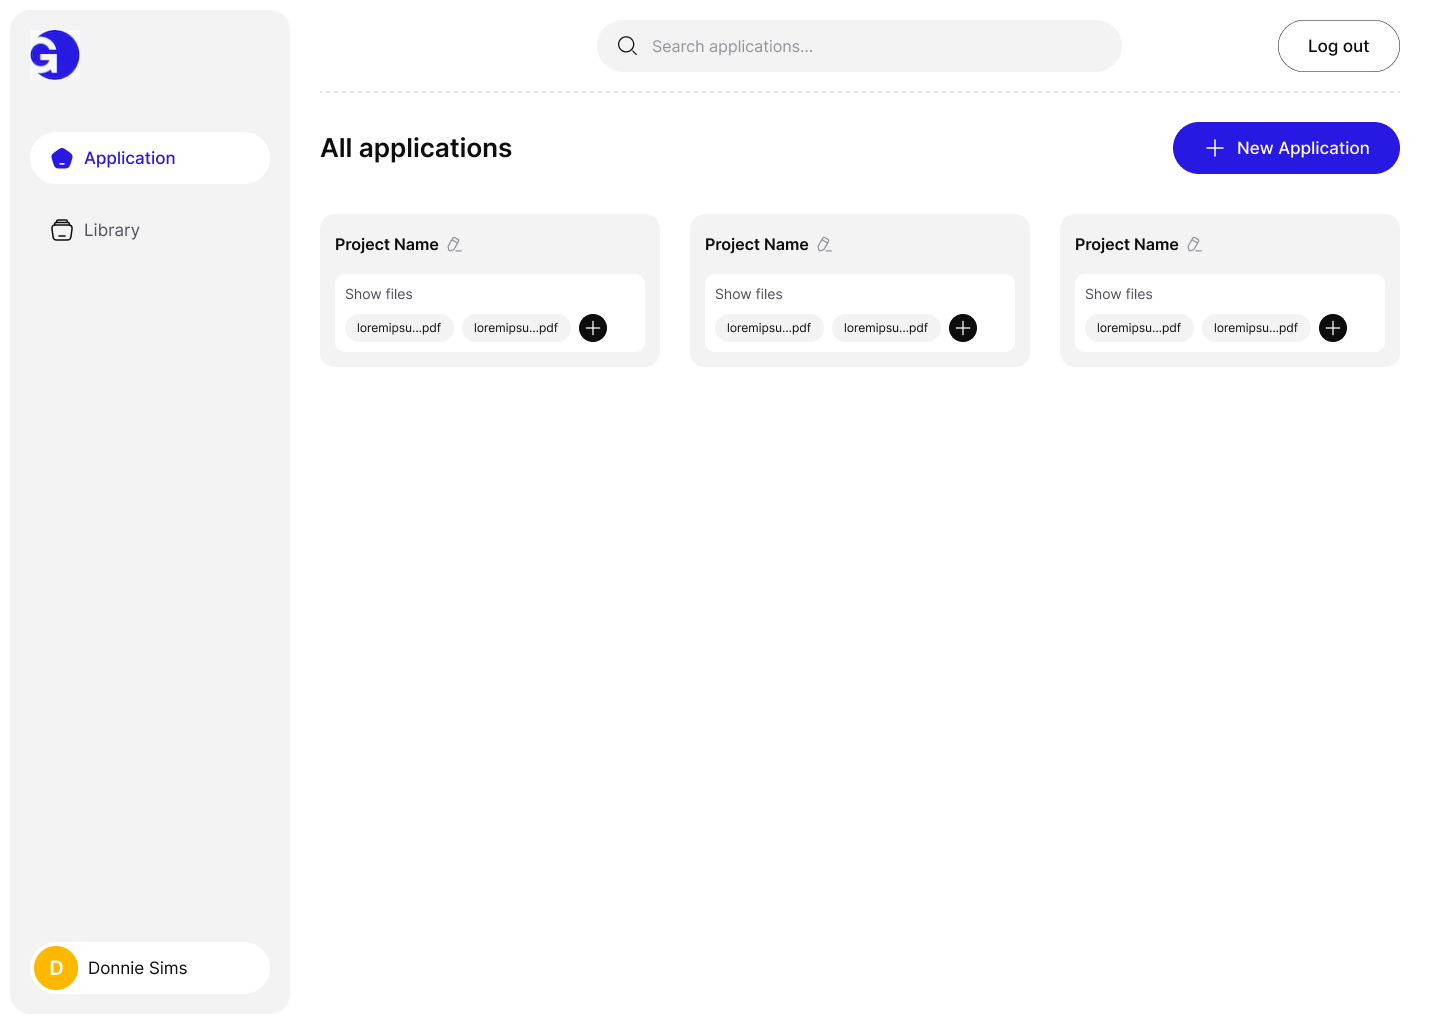 G
Application
Library
Donnie Sims
D
Search applications...
Log out
All applications
New Application
Project Name
Show files
loremipsu...pdf loremipsu...pdf
Project Name
Show files
loremipsu...pdf loremipsu...pdf
Project Name
Show files
loremipsu...pdf loremipsu...pdf